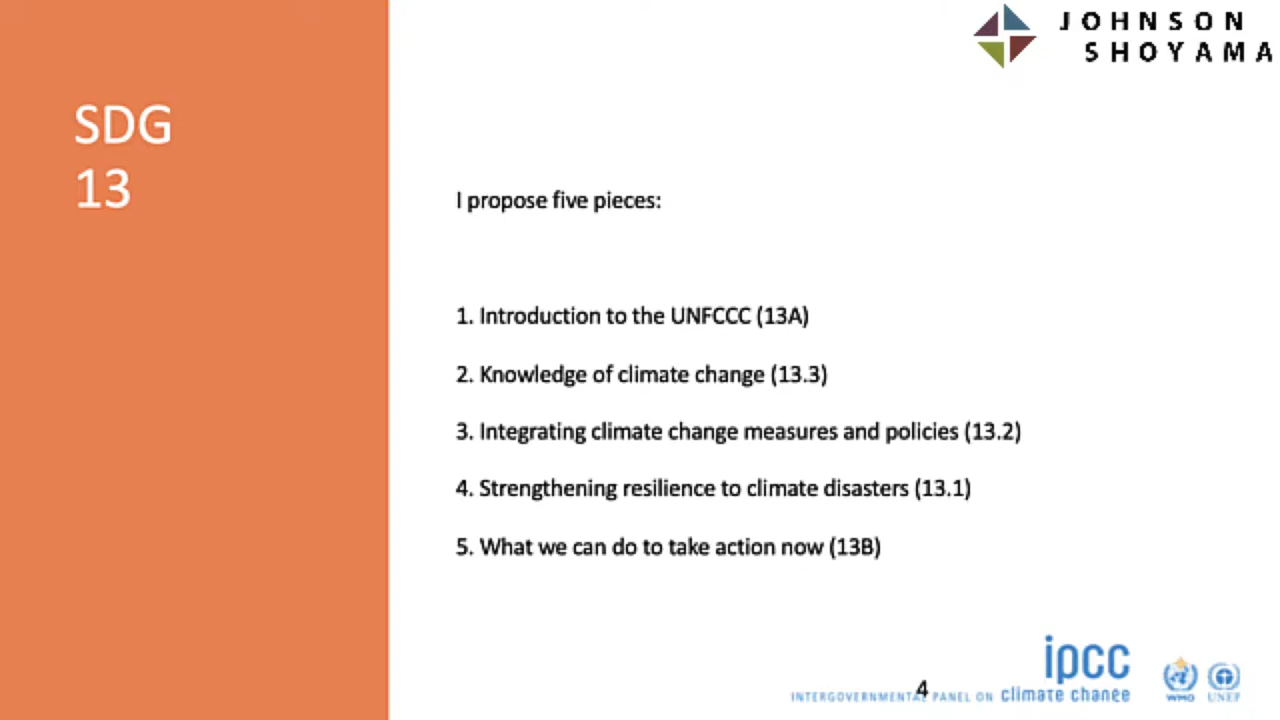 JOHNSON
SHOYAMA
SDG
13
I propose five pieces:
1. Introduction to the UNFCCC (13A)
2. Knowledge of climate change (13.3)
3. Integrating climate change measures and policies (13.2)
4. Strengthening resilience to climate disasters (13.1)
5. What we can do to take action now (13B)
ipcc
INTERGOVERNMENTAL PANEL ON climate change
4
WMO
UNEP